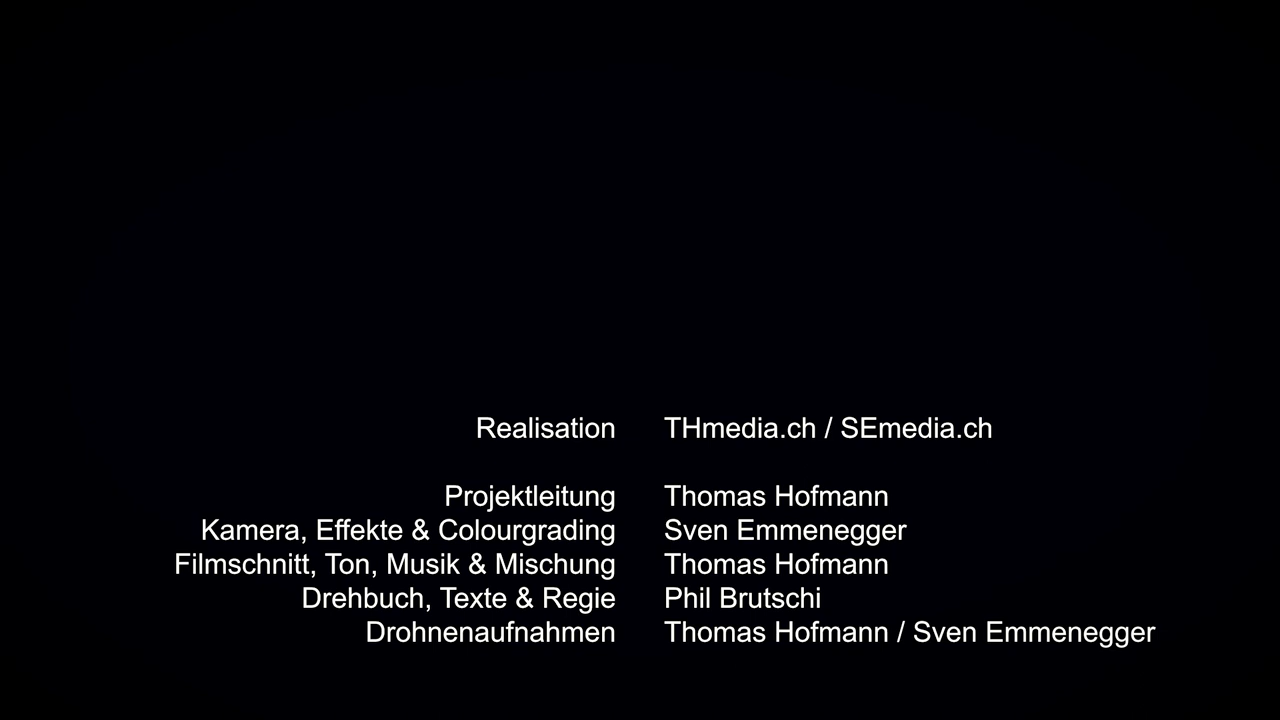 Realisation THmedia.ch / SEmedia.ch
Projektleitung Thomas Hofmann
Kamera, Effekte & Colourgrading Sven Emmenegger
Filmschnitt, Ton, Musik & Mischung Thomas Hofmann
Drehbuch, Texte & Regie Phil Brutschi
Drohnenaufnahmen Thomas Hofmann / Sven Emmenegger